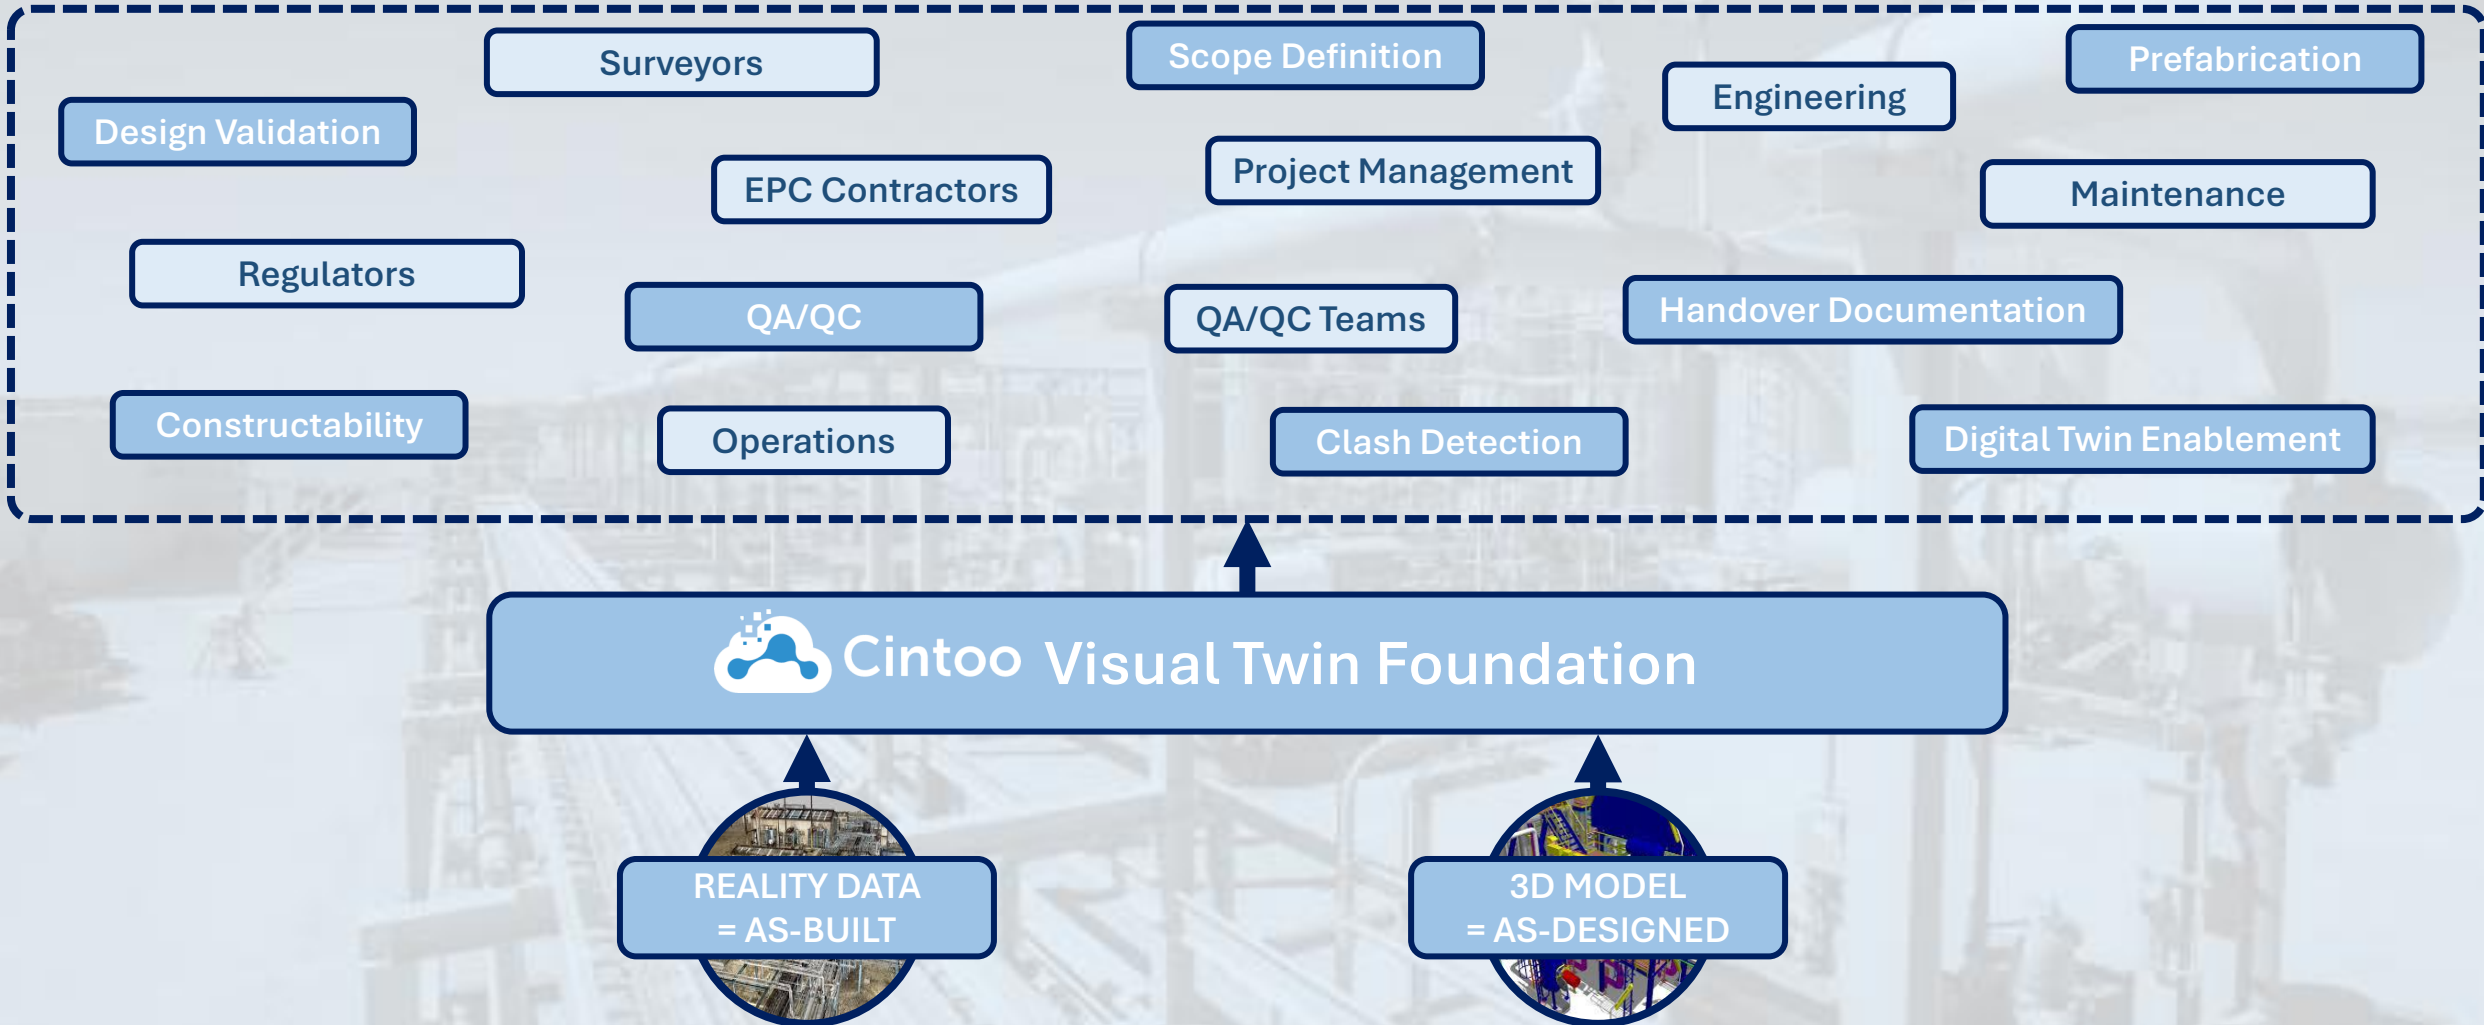 Surveyors
Scope Definition
Prefabrication
Engineering
Design Validation
EPC Contractors
Project Management
Maintenance
Regulators
QA/QC
QA/QC Teams
Handover Documentation
Constructability
Operations
Clash Detection
Digital Twin Enablement
Cintoo Visual Twin Foundation
REALITY DATA
= AS-BUILT
3D MODEL
= AS-DESIGNED